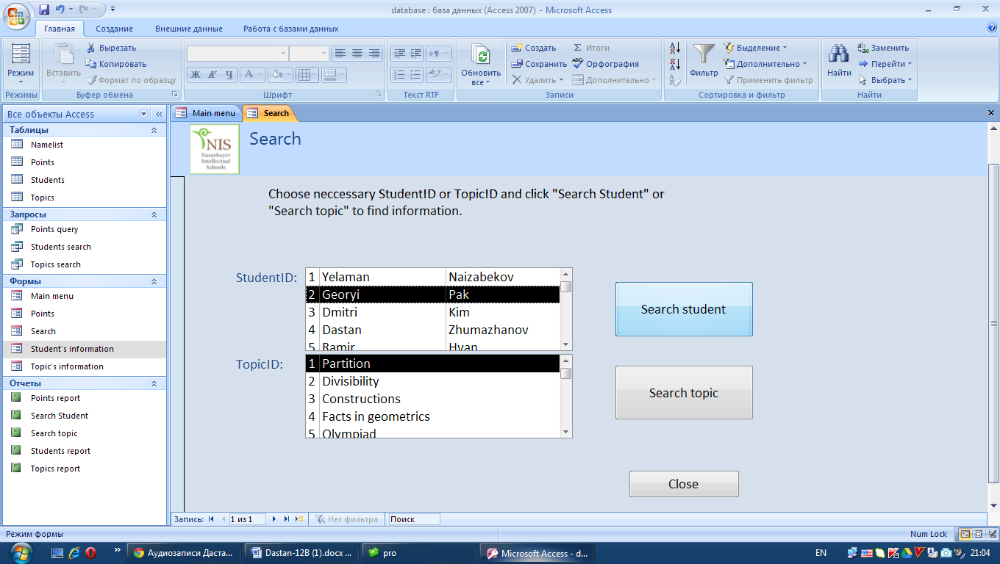 database : база данных (Access 2007) - Microsoft Access
Главная Создание Внешние данные Работа с базами данных
Режим
Режимы
Вставить
Вырезать
Копировать
Формат по образцу
Буфер обмена
Ж К Ч А
Шрифт
Текст RTF
Обновить
все
Создать
Сохранить
Удалить
Итоги
Орфография
Дополнительно
Записи
Фильтр
Выделение
Дополнительно
Применить фильтр
Сортировка и фильтр
Найти
Заменить
Перейти
Выбрать
Найти
Все объекты Access
Таблицы
Namelist
Points
Students
Topics
Запросы
Points query
Students search
Topics search
Формы
Main menu
Points
Search
Student's information
Topic's information
Отчеты
Points report
Search Student
Search topic
Students report
Topics report
Main menu Search
NIS
Nazarbayev
Intellectual
Schools
Search
Choose neccessary StudentID or TopicID and click "Search Student" or
"Search topic" to find information.
StudentID:
1 Yelaman Naizabekov
2 Georyi Pak
3 Dmitri Kim
4 Dastan Zhumazhanov
5 Ramir Hvan
TopicID:
1 Partition
2 Divisibility
3 Constructions
4 Facts in geometrics
5 Olympiad
Search student
Search topic
Close
Запись: 1 из 1 Нет фильтра Поиск
Режим формы Num Lock
Аудиозаписи Даста... Dastan-12B (1).docx ... pro Microsoft Access - d... EN 21:04